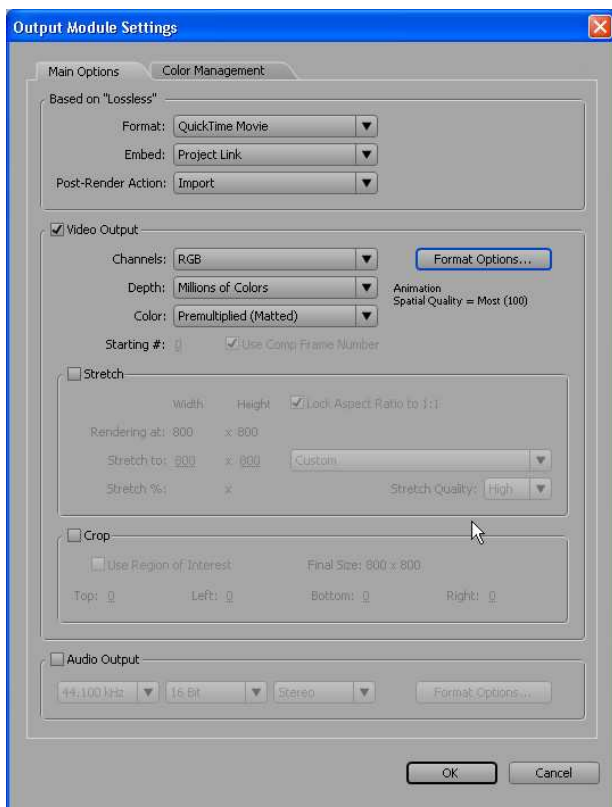 Output Module Settings
Main Options
Color Management
Based on "Lossless"
Format: QuickTime Movie
Embed: Project Link
Post-Render Action: Import
Video Output
Channels: RGB
Format Options...
Depth: Millions of Colors
Animation
Spatial Quality = Most (100)
Color: Premultiplied (Matted)
Starting #: 0 Use Comp Frame Number
Stretch
Width Height Lock Aspect Ratio to 1:1
Rendering at: 800 x 800
Stretch to: 800 x 800 Custom
Stretch %: x Stretch Quality: High
Crop
Use Region of Interest Final Size: 800 x 800
Top: 0 Left: 0 Bottom: 0 Right: 0
Audio Output
44.100 kHz 16 Bit Stereo Format Options...
OK Cancel